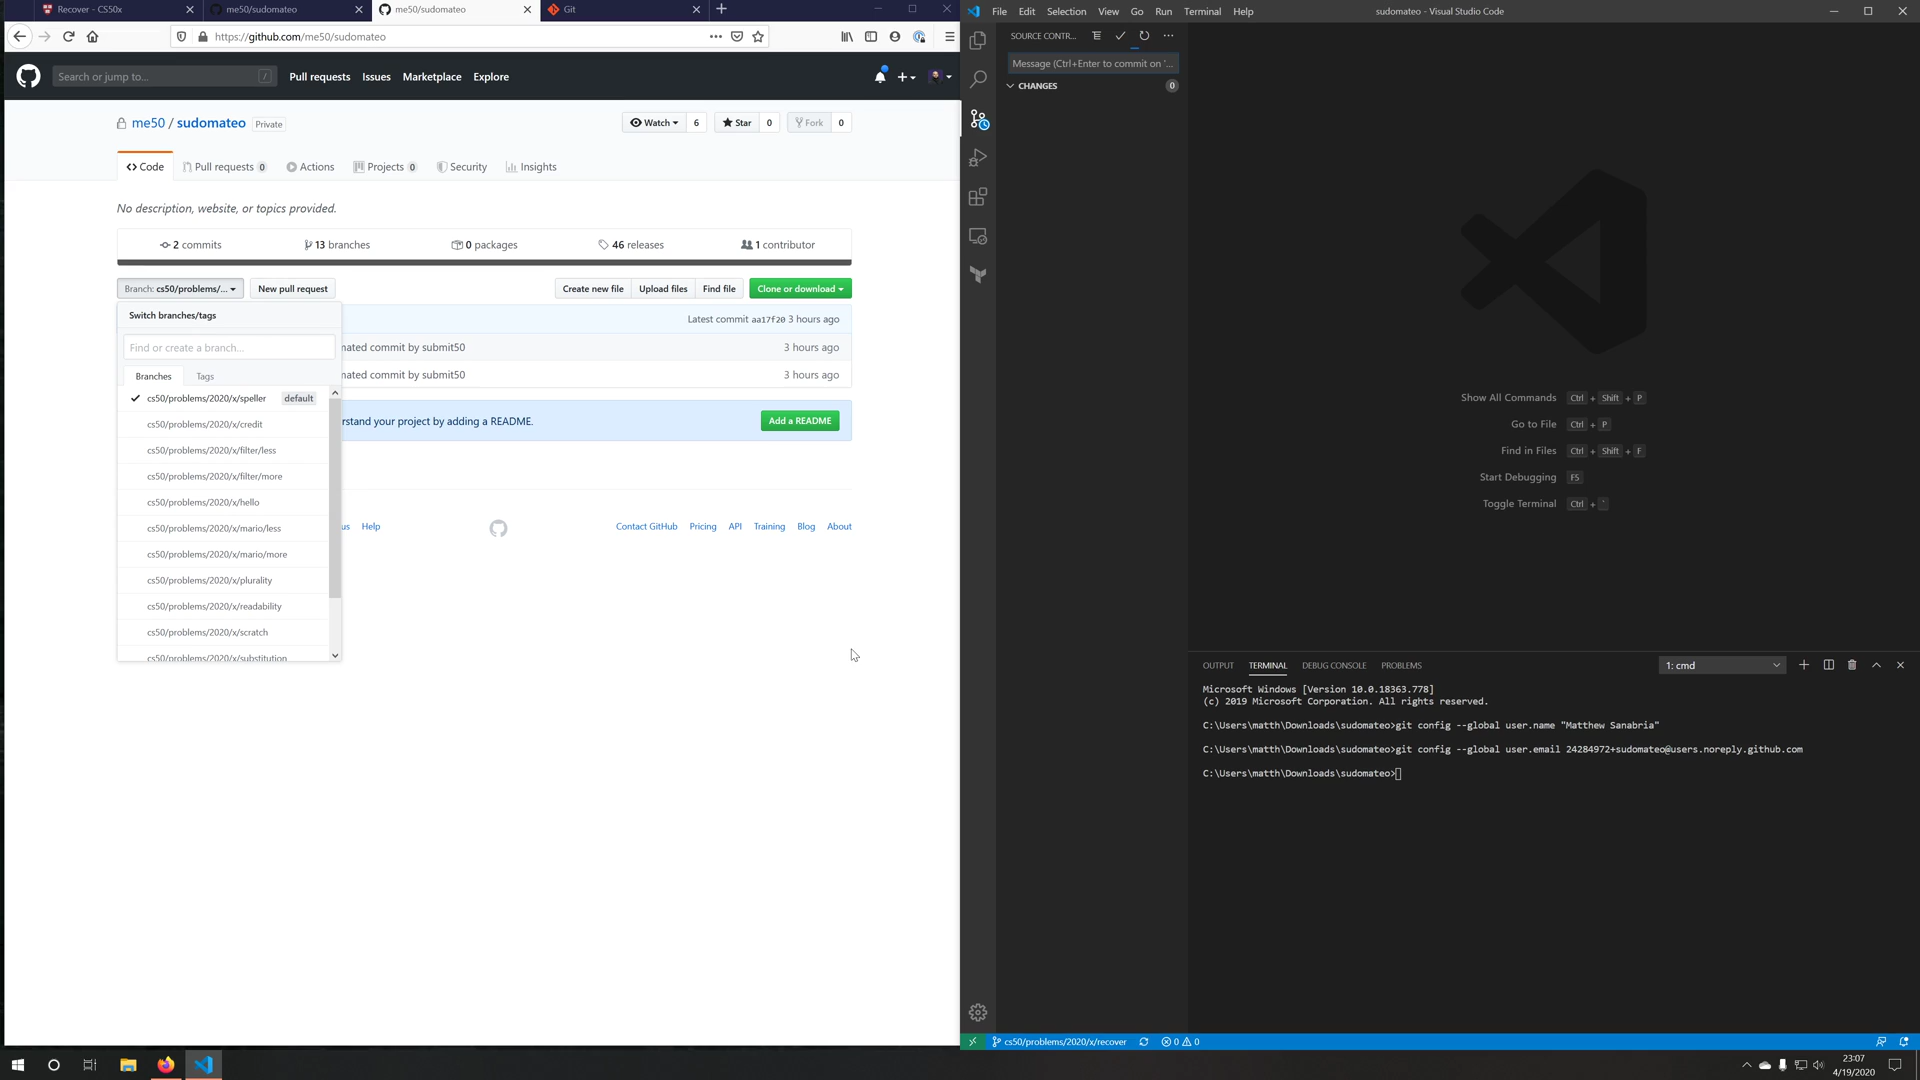 Recover - CS50x
me50/sudomateo
me50/sudomateo
Git
https://github.com/me50/sudomateo
Search or jump to...
/
Pull requests
Issues
Marketplace
Explore
me50 / sudomateo
Private
Watch
6
Star
0
Fork
0
Code
Pull requests 0
Actions
Projects 0
Security
Insights
No description, website, or topics provided.
2 commits
13 branches
0 packages
46 releases
1 contributor
Branch: cs50/problems/...
New pull request
Create new file
Upload files
Find file
Clone or download
Switch branches/tags
Latest commit aa17f20 3 hours ago
Find or create a branch...
mated commit by submit50
3 hours ago
Branches
Tags
mated commit by submit50
3 hours ago
cs50/problems/2020/x/speller
default
cs50/problems/2020/x/credit
rstand your project by adding a README.
Add a README
cs50/problems/2020/x/filter/less
cs50/problems/2020/x/filter/more
cs50/problems/2020/x/hello
cs50/problems/2020/x/mario/less
us
Help
Contact GitHub
Pricing
API
Training
Blog
About
cs50/problems/2020/x/mario/more
cs50/problems/2020/x/plurality
cs50/problems/2020/x/readability
cs50/problems/2020/x/scratch
cs50/problems/2020/x/substitution
File
Edit
Selection
View
Go
Run
Terminal
Help
sudomateo - Visual Studio Code
SOURCE CONTR...
Message (Ctrl+Enter to commit on '...
CHANGES
0
Show All Commands Ctrl + Shift + P
Go to File Ctrl + P
Find in Files Ctrl + Shift + F
Start Debugging F5
Toggle Terminal Ctrl + `
OUTPUT
TERMINAL
DEBUG CONSOLE
PROBLEMS
1: cmd
Microsoft Windows [Version 10.0.18363.778]
(c) 2019 Microsoft Corporation. All rights reserved.
C:\Users\matth\Downloads\sudomateo>git config --global user.name "Matthew Sanabria"
C:\Users\matth\Downloads\sudomateo>git config --global user.email 24284972+sudomateo@users.noreply.github.com
C:\Users\matth\Downloads\sudomateo>
cs50/problems/2020/x/recover
0
0
23:07
4/19/2020